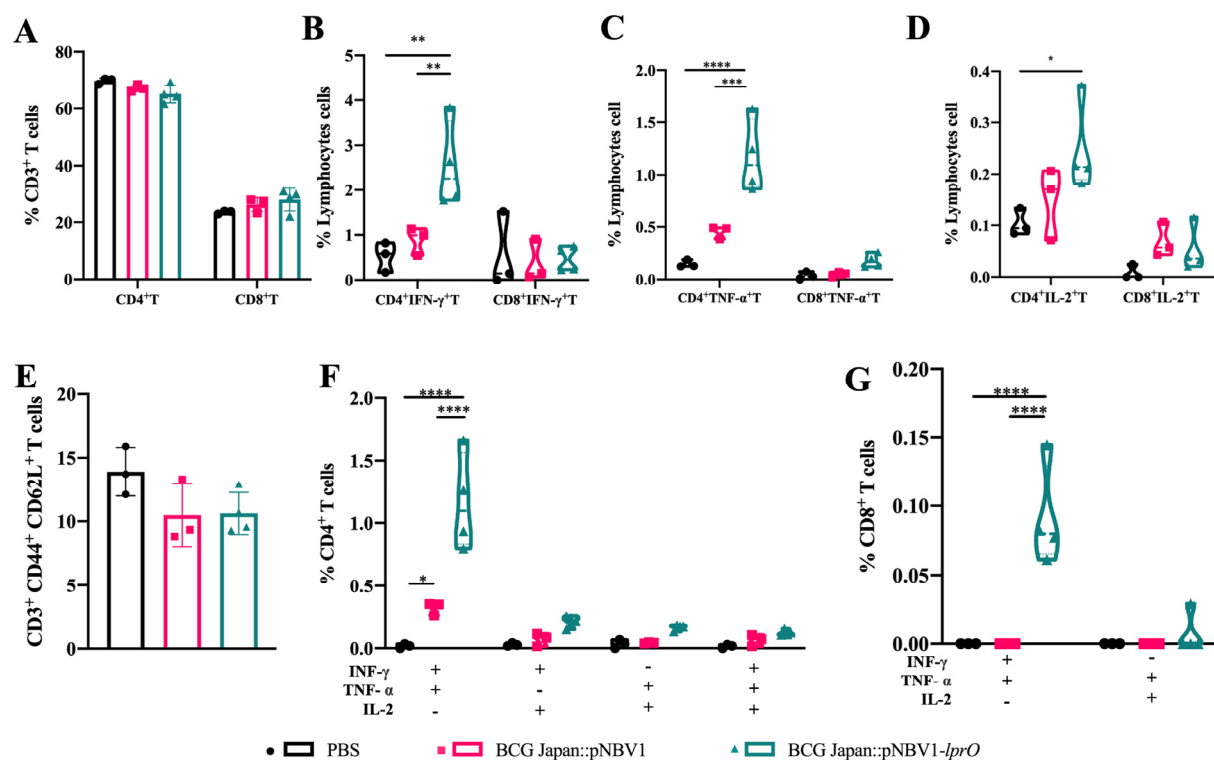 A
% CD3⁺ T cells
80
60
40
20
0
CD4⁺T
CD8⁺T
B
% Lymphocytes cells
5
4
3
2
1
0
**
**
CD4⁺IFN-γ⁺T
CD8⁺IFN-γ⁺T
C
% Lymphocytes cell
2.0
1.5
1.0
0.5
0.0
****
***
CD4⁺TNF-α⁺T
CD8⁺TNF-α⁺T
D
% Lymphocytes cell
0.4
0.3
0.2
0.1
0.0
*
CD4⁺IL-2⁺T
CD8⁺IL-2⁺T
E
CD3⁺ CD44⁺ CD62L⁺ T cells
20
15
10
5
0
F
% CD4⁺ T cells
2.0
1.5
1.0
0.5
0.0
****
****
*
INF-γ + + - +
TNF- α + - + +
IL-2 - + + +
G
% CD8⁺ T cells
0.20
0.15
0.10
0.05
0.00
****
****
INF-γ + -
TNF- α + +
IL-2 - +
PBS
BCG Japan::pNBV1
BCG Japan::pNBV1-lprO